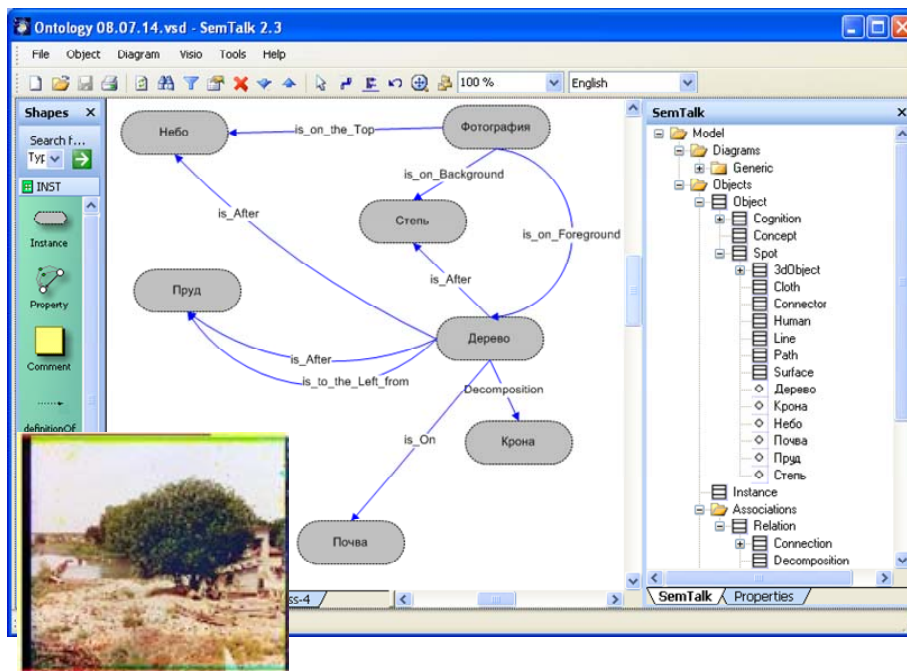 Ontology 08.07.14.vsd - SemTalk 2.3
File Object Diagram Visio Tools Help
100 % English
Shapes X
Search f...
INST
Instance
Property
Comment
definitionOf
Небо
is_on_the_Top
Фотография
is_on_Background
is_After
Степь
is_on_Foreground
is_After
Пруд
Дерево
is_After
is_to_the_Left_from
Decomposition
is_On
Крона
Почва
ss-4
SemTalk
Model
Diagrams
Generic
Objects
Object
Cognition
Concept
Spot
3dObject
Cloth
Connector
Human
Line
Path
Surface
Дерево
Крона
Небо
Почва
Пруд
Степь
Instance
Associations
Relation
Connection
Decomposition
SemTalk Properties